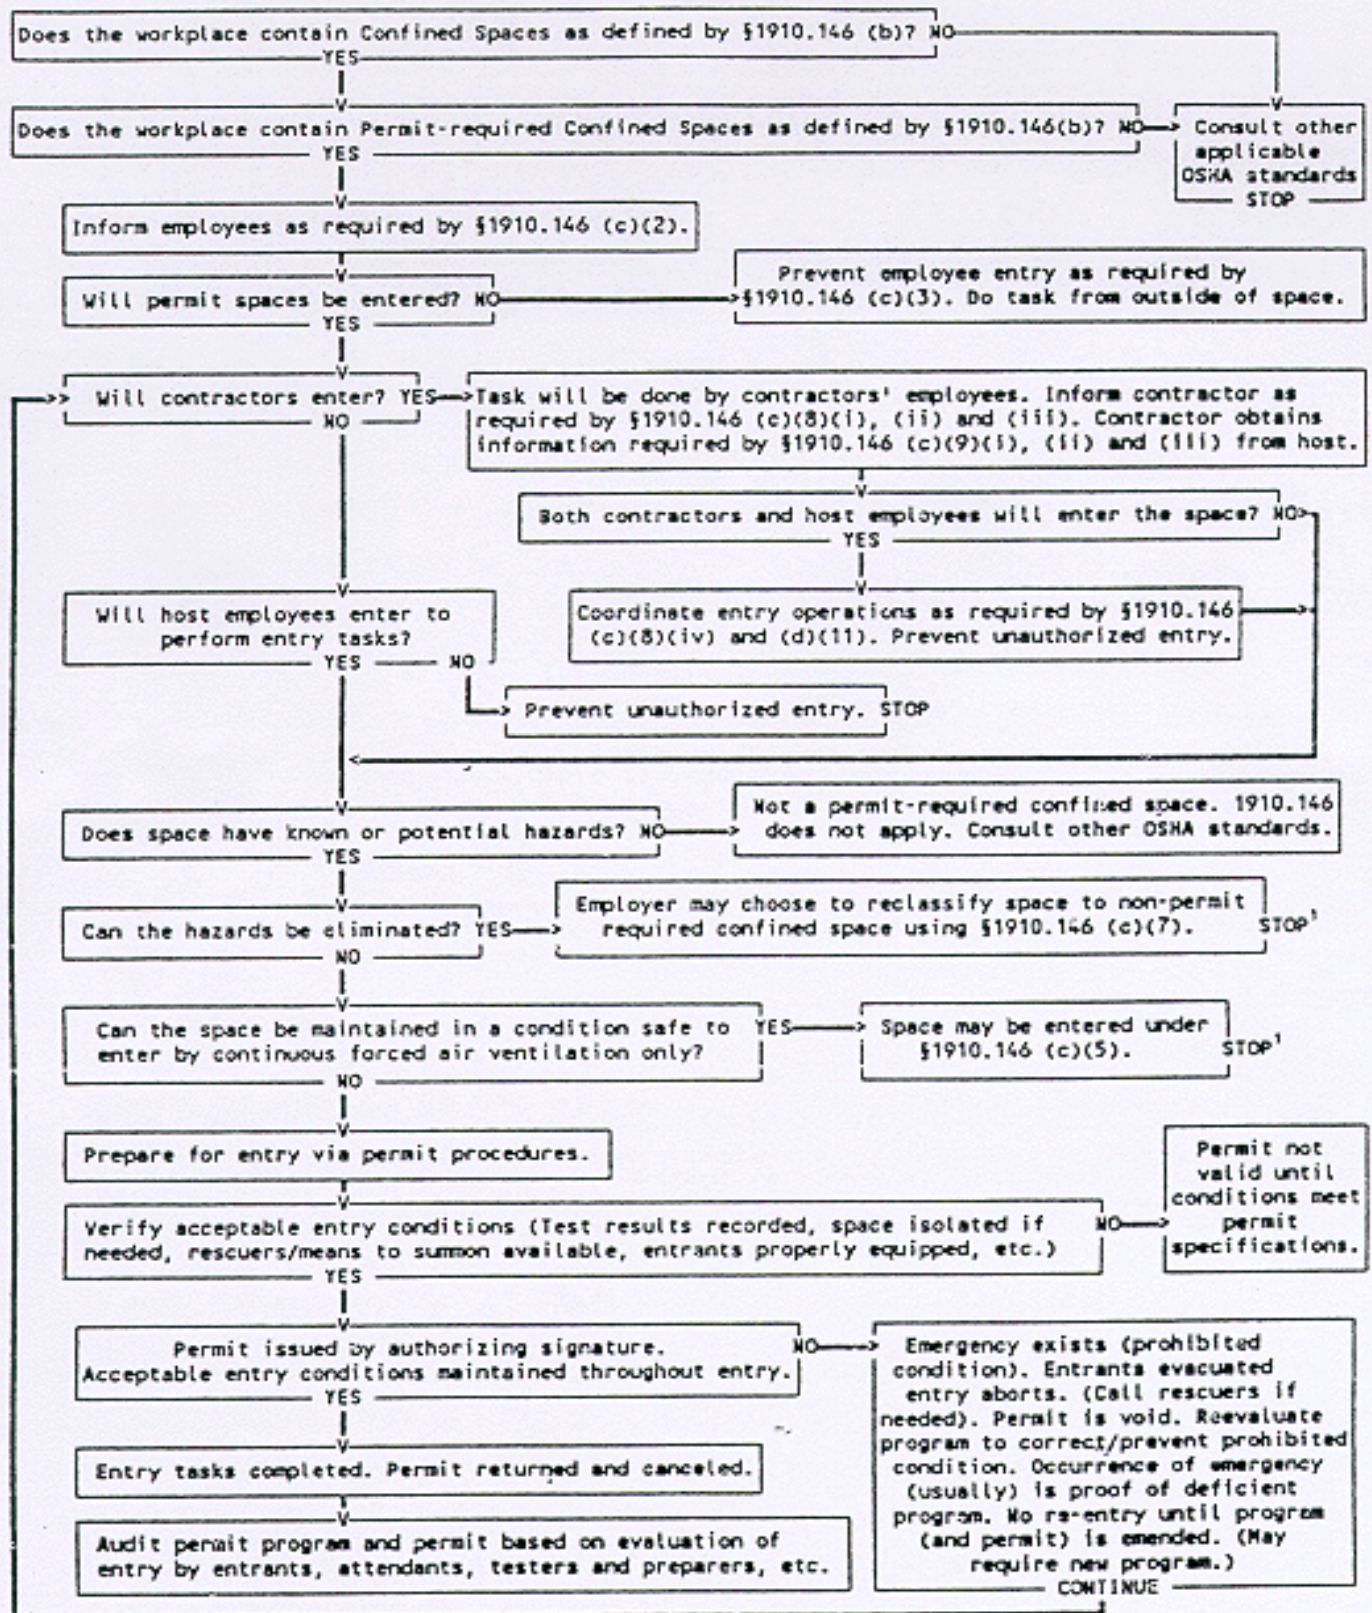 Does the workplace contain Confined Spaces as defined by §1910.146 (b)? NO
YES
Does the workplace contain Permit-required Confined Spaces as defined by §1910.146(b)? NO
YES
Consult other
applicable
OSHA standards
STOP
Inform employees as required by §1910.146 (c)(2).
Will permit spaces be entered? NO
YES
Prevent employee entry as required by
§1910.146 (c)(3). Do task from outside of space.
Will contractors enter? YES
NO
Task will be done by contractors' employees. Inform contractor as
required by §1910.146 (c)(8)(i), (ii) and (iii). Contractor obtains
information required by §1910.146 (c)(9)(i), (ii) and (iii) from host.
Both contractors and host employees will enter the space? NO
YES
Will host employees enter to
perform entry tasks?
YES NO
Coordinate entry operations as required by §1910.146
(c)(8)(iv) and (d)(11). Prevent unauthorized entry.
Prevent unauthorized entry. STOP
Does space have known or potential hazards? NO
YES
Not a permit-required confined space. 1910.146
does not apply. Consult other OSHA standards.
Can the hazards be eliminated? YES
NO
Employer may choose to reclassify space to non-permit
required confined space using §1910.146 (c)(7). STOP¹
Can the space be maintained in a condition safe to YES
enter by continuous forced air ventilation only?
NO
Space may be entered under
§1910.146 (c)(5). STOP¹
Prepare for entry via permit procedures.
Verify acceptable entry conditions (Test results recorded, space isolated if NO
needed, rescuers/means to summon available, entrants properly equipped, etc.)
YES
Permit not
valid until
conditions meet
permit
specifications.
Permit issued by authorizing signature. NO
Acceptable entry conditions maintained throughout entry.
YES
Emergency exists (prohibited
condition). Entrants evacuated
entry aborts. (Call rescuers if
needed). Permit is void. Reevaluate
program to correct/prevent prohibited
condition. Occurrence of emergency
(usually) is proof of deficient
program. No re-entry until program
(and permit) is emended. (May
require new program.)
CONTINUE
Entry tasks completed. Permit returned and canceled.
Audit permit program and permit based on evaluation of
entry by entrants, attendants, testers and preparers, etc.